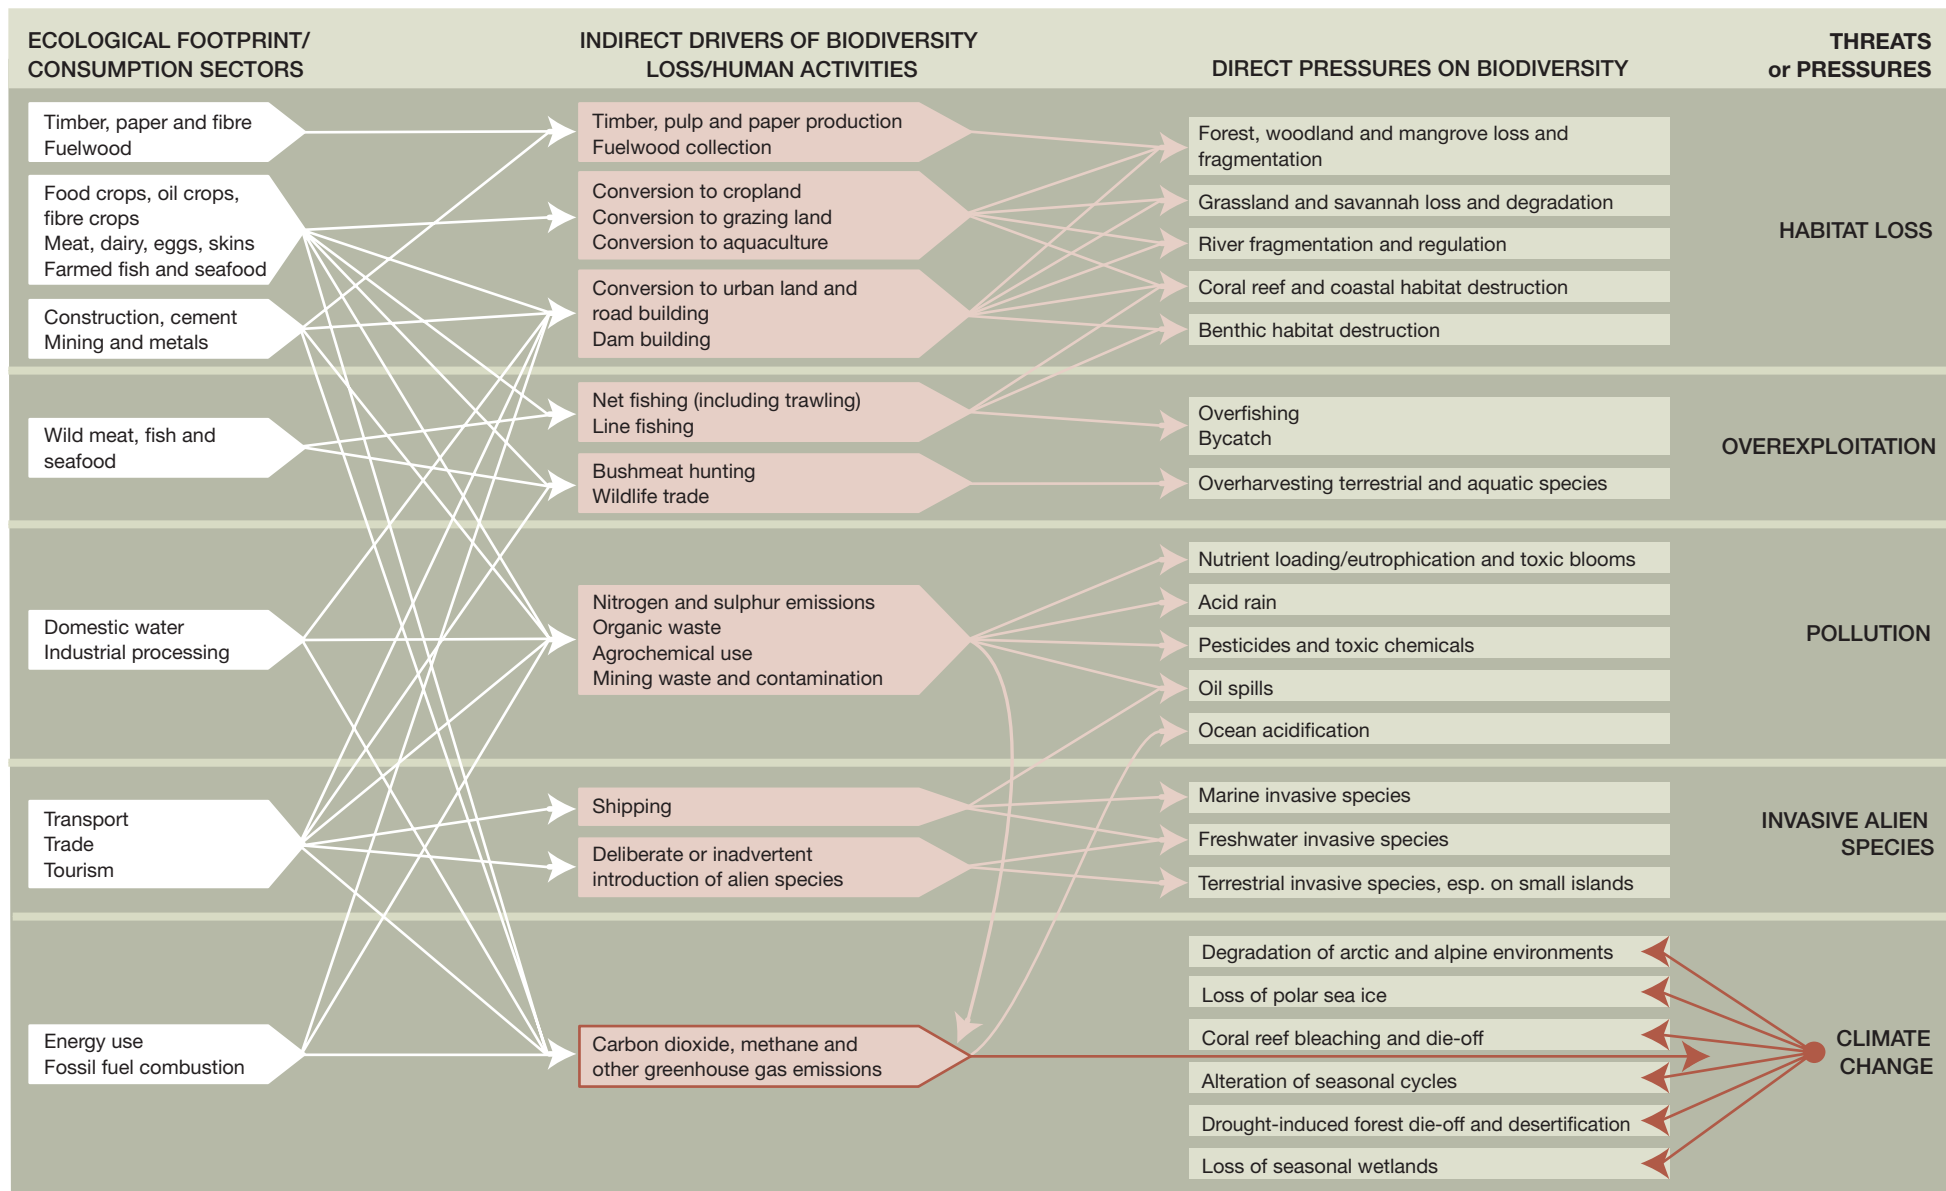 ECOLOGICAL FOOTPRINT/
CONSUMPTION SECTORS
INDIRECT DRIVERS OF BIODIVERSITY
LOSS/HUMAN ACTIVITIES
DIRECT PRESSURES ON BIODIVERSITY
THREATS
or PRESSURES
Timber, paper and fibre
Fuelwood
Food crops, oil crops,
fibre crops
Meat, dairy, eggs, skins
Farmed fish and seafood
Construction, cement
Mining and metals
Timber, pulp and paper production
Fuelwood collection
Conversion to cropland
Conversion to grazing land
Conversion to aquaculture
Conversion to urban land and
road building
Dam building
Forest, woodland and mangrove loss and
fragmentation
Grassland and savannah loss and degradation
River fragmentation and regulation
Coral reef and coastal habitat destruction
Benthic habitat destruction
HABITAT LOSS
Wild meat, fish and
seafood
Net fishing (including trawling)
Line fishing
Bushmeat hunting
Wildlife trade
Overfishing
Bycatch
Overharvesting terrestrial and aquatic species
OVEREXPLOITATION
Domestic water
Industrial processing
Nitrogen and sulphur emissions
Organic waste
Agrochemical use
Mining waste and contamination
Nutrient loading/eutrophication and toxic blooms
Acid rain
Pesticides and toxic chemicals
Oil spills
Ocean acidification
POLLUTION
Transport
Trade
Tourism
Shipping
Deliberate or inadvertent
introduction of alien species
Marine invasive species
Freshwater invasive species
Terrestrial invasive species, esp. on small islands
INVASIVE ALIEN
SPECIES
Energy use
Fossil fuel combustion
Carbon dioxide, methane and
other greenhouse gas emissions
Degradation of arctic and alpine environments
Loss of polar sea ice
Coral reef bleaching and die-off
Alteration of seasonal cycles
Drought-induced forest die-off and desertification
Loss of seasonal wetlands
CLIMATE
CHANGE